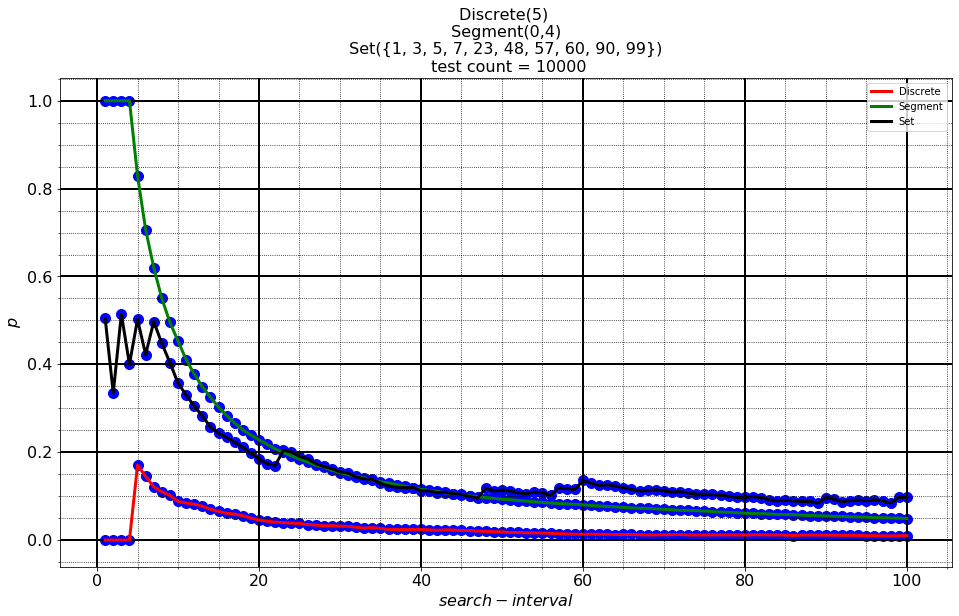 Discrete(5)
Segment(0,4)
Set({1, 3, 5, 7, 23, 48, 57, 60, 90, 99})
test count = 10000
Discrete
Segment
Set
1.0
0.8
0.6
0.4
0.2
0.0
p
0 20 40 60 80 100
search − interval